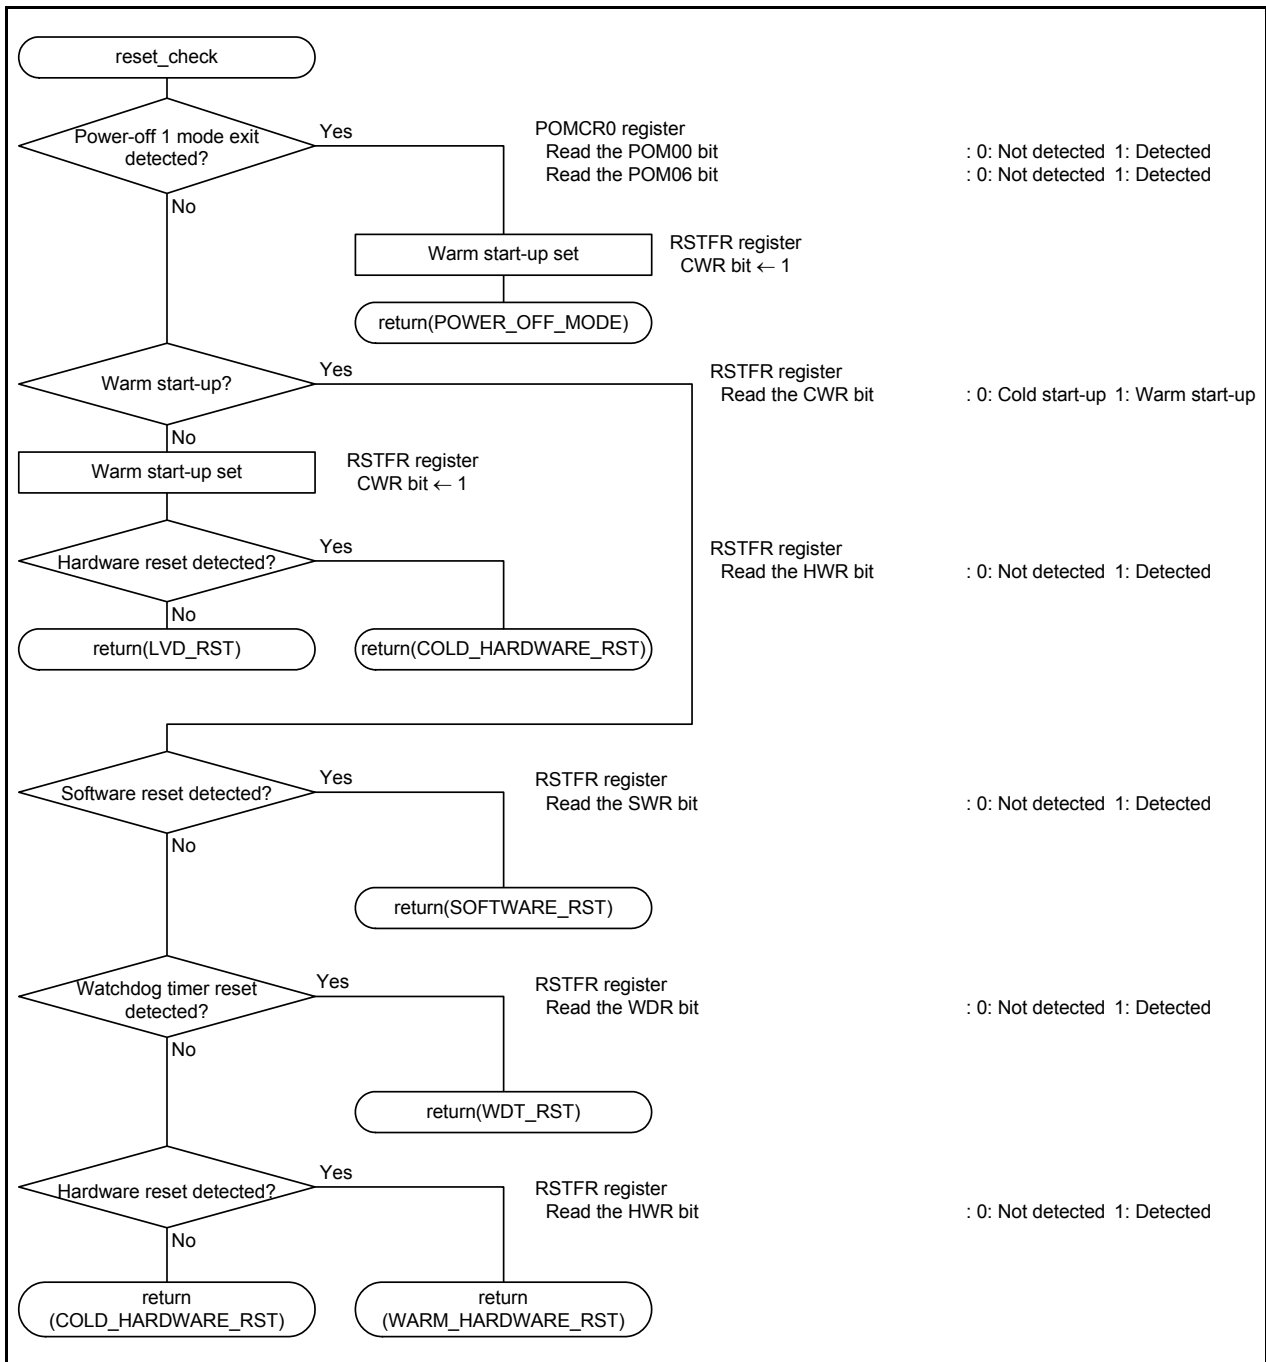 reset_check
Power-off 1 mode exit
detected?
Yes
No
POMCR0 register
Read the POM00 bit : 0: Not detected 1: Detected
Read the POM06 bit : 0: Not detected 1: Detected
Warm start-up set
RSTFR register
CWR bit ← 1
return(POWER_OFF_MODE)
Warm start-up?
Yes
No
RSTFR register
Read the CWR bit : 0: Cold start-up 1: Warm start-up
Warm start-up set
RSTFR register
CWR bit ← 1
Hardware reset detected?
Yes
No
RSTFR register
Read the HWR bit : 0: Not detected 1: Detected
return(LVD_RST)
return(COLD_HARDWARE_RST)
Software reset detected?
Yes
No
RSTFR register
Read the SWR bit : 0: Not detected 1: Detected
return(SOFTWARE_RST)
Watchdog timer reset
detected?
Yes
No
RSTFR register
Read the WDR bit : 0: Not detected 1: Detected
return(WDT_RST)
Hardware reset detected?
Yes
No
RSTFR register
Read the HWR bit : 0: Not detected 1: Detected
return
(COLD_HARDWARE_RST)
return
(WARM_HARDWARE_RST)